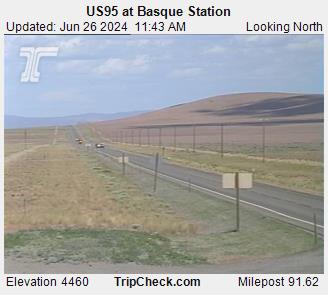 US95 at Basque Station
Updated: Jun 26 2024 11:43 AM Looking North
Elevation 4460 TripCheck.com Milepost 91.62